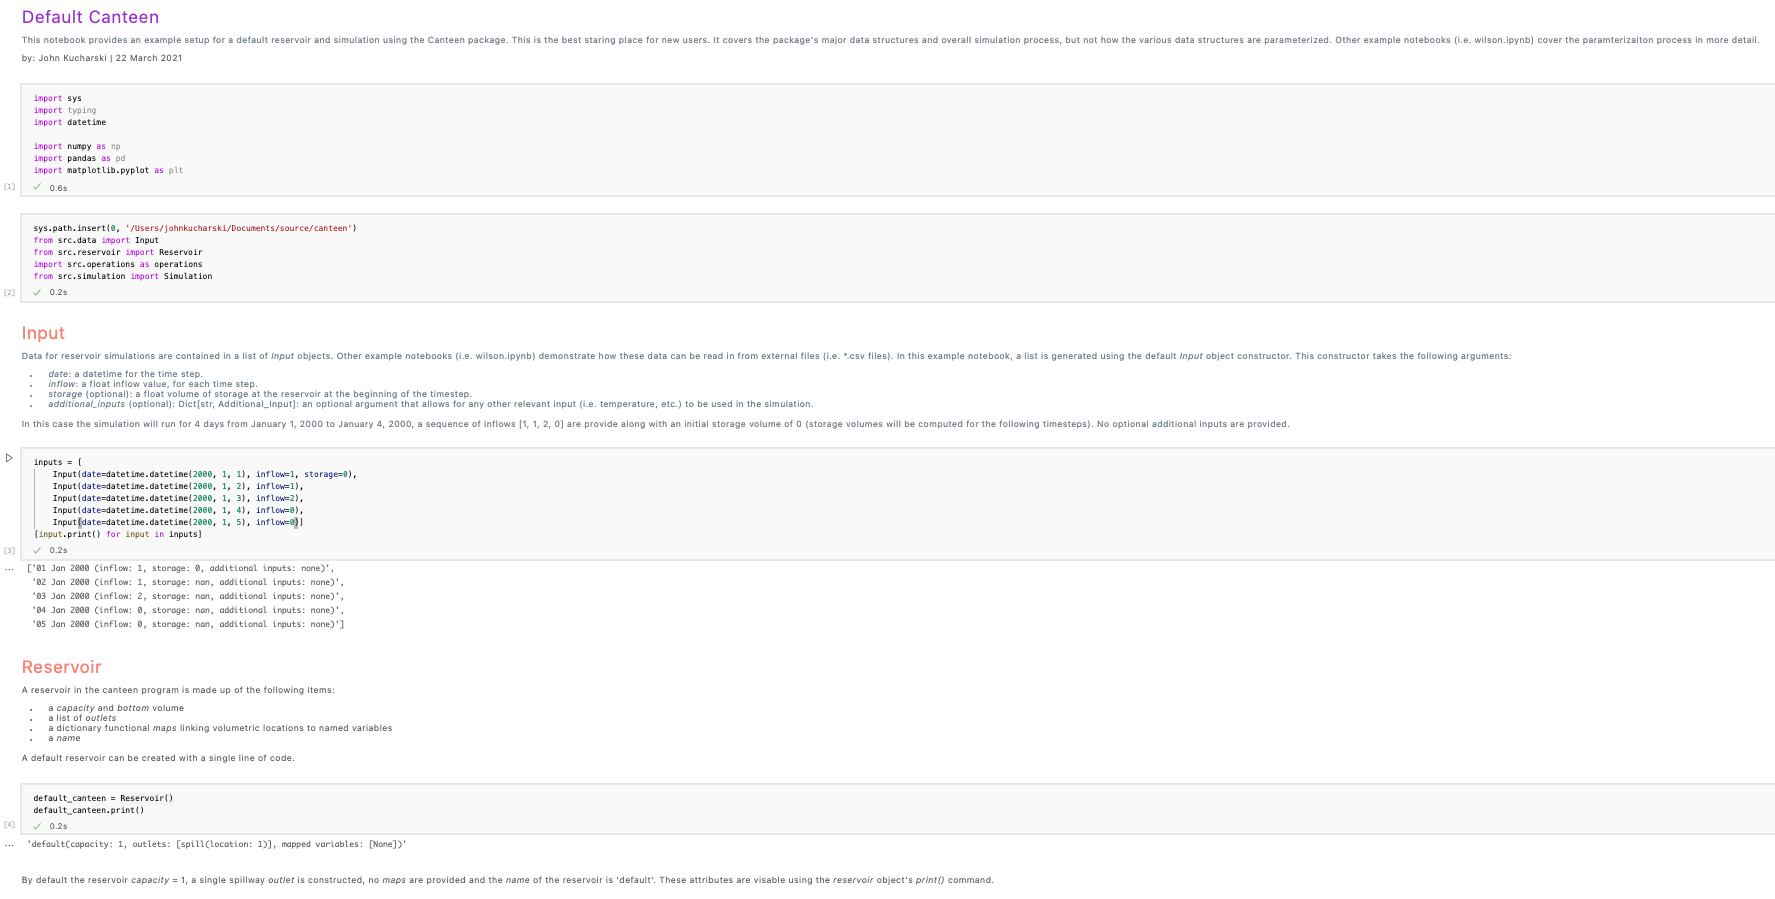 Default Canteen
This notebook provides an example setup for a default reservoir and simulation using the Canteen package. This is the best staring place for new users. It covers the package's major data structures and overall simulation process, but not how the various data structures are parameterized. Other example notebooks (i.e. wilson.ipynb) cover the paramterizaiton process in more detail.
by: John Kucharski | 22 March 2021
import sys
import typing
import datetime
import numpy as np
import pandas as pd
import matplotlib.pyplot as plt
[1] ✓ 0.6s
sys.path.insert(0, '/Users/johnkucharski/Documents/source/canteen')
from src.data import Input
from src.reservoir import Reservoir
import src.operations as operations
from src.simulation import Simulation
[2] ✓ 0.2s
Input
Data for reservoir simulations are contained in a list of Input objects. Other example notebooks (i.e. wilson.ipynb) demonstrate how these data can be read in from external files (i.e. *.csv files). In this example notebook, a list is generated using the default Input object constructor. This constructor takes the following arguments:
• date: a datetime for the time step.
• inflow: a float inflow value, for each time step.
• storage (optional): a float volume of storage at the reservoir at the beginning of the timestep.
• additional_inputs (optional): Dict[str, Additional_Input]: an optional argument that allows for any other relevant input (i.e. temperature, etc.) to be used in the simulation.
In this case the simulation will run for 4 days from January 1, 2000 to January 4, 2000, a sequence of inflows [1, 1, 2, 0] are provide along with an initial storage volume of 0 (storage volumes will be computed for the following timesteps). No optional additional inputs are provided.
inputs = [
Input(date=datetime.datetime(2000, 1, 1), inflow=1, storage=0),
Input(date=datetime.datetime(2000, 1, 2), inflow=1),
Input(date=datetime.datetime(2000, 1, 3), inflow=2),
Input(date=datetime.datetime(2000, 1, 4), inflow=0),
Input(date=datetime.datetime(2000, 1, 5), inflow=0)]
[input.print() for input in inputs]
[3] ✓ 0.2s
... ['01 Jan 2000 (inflow: 1, storage: 0, additional inputs: none)',
'02 Jan 2000 (inflow: 1, storage: nan, additional inputs: none)',
'03 Jan 2000 (inflow: 2, storage: nan, additional inputs: none)',
'04 Jan 2000 (inflow: 0, storage: nan, additional inputs: none)',
'05 Jan 2000 (inflow: 0, storage: nan, additional inputs: none)']
Reservoir
A reservoir in the canteen program is made up of the following items:
• a capacity and bottom volume
• a list of outlets
• a dictionary functional maps linking volumetric locations to named variables
• a name
A default reservoir can be created with a single line of code.
default_canteen = Reservoir()
default_canteen.print()
[4] ✓ 0.2s
... 'default(capacity: 1, outlets: [spill(location: 1)], mapped variables: [None])'
By default the reservoir capacity = 1, a single spillway outlet is constructed, no maps are provided and the name of the reservoir is 'default'. These attributes are visable using the reservoir object's print() command.